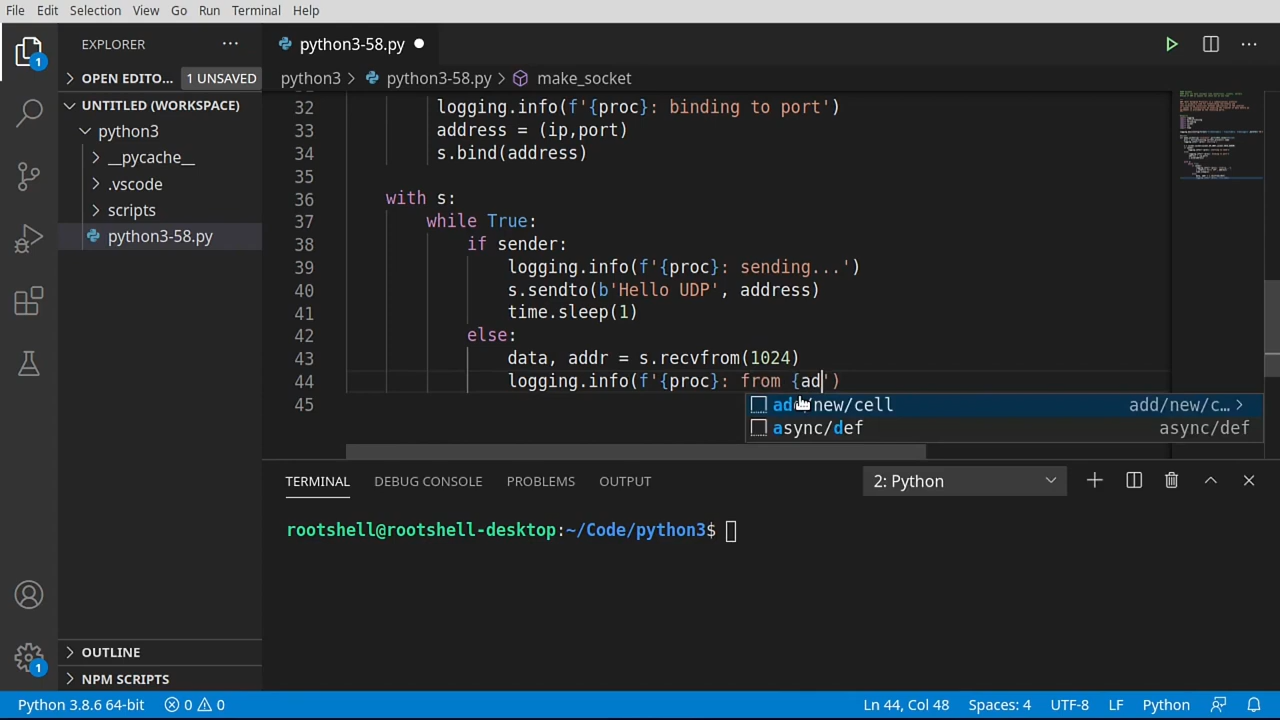 File Edit Selection View Go Run Terminal Help
1
EXPLORER ...
python3-58.py
OPEN EDITO... 1 UNSAVED
python3 > python3-58.py > make_socket
UNTITLED (WORKSPACE)
python3
__pycache__
.vscode
scripts
python3-58.py
32 logging.info(f'{proc}: binding to port')
33 address = (ip,port)
34 s.bind(address)
35
36 with s:
37 while True:
38 if sender:
39 logging.info(f'{proc}: sending...')
40 s.sendto(b'Hello UDP', address)
41 time.sleep(1)
42 else:
43 data, addr = s.recvfrom(1024)
44 logging.info(f'{proc}: from {ad')
45
add/new/cell add/new/c...
async/def async/def
TERMINAL DEBUG CONSOLE PROBLEMS OUTPUT 2: Python
rootshell@rootshell-desktop:~/Code/python3$
OUTLINE
NPM SCRIPTS
1
Python 3.8.6 64-bit 0 0 Ln 44, Col 48 Spaces: 4 UTF-8 LF Python